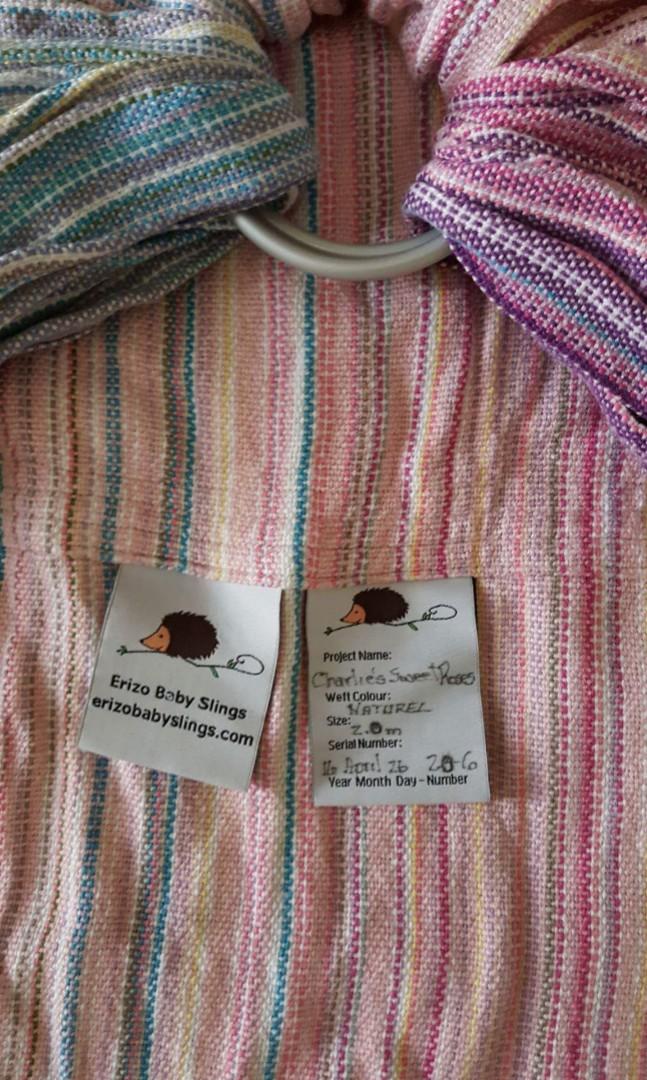 Erizo Baby Slings
erizobabyslings.com
Project Name:
Charlie's Sweet Roses
Weft Colour:
NATUREL
Size:
2.0m
Serial Number:
16 April 26
Year Month Day - Number